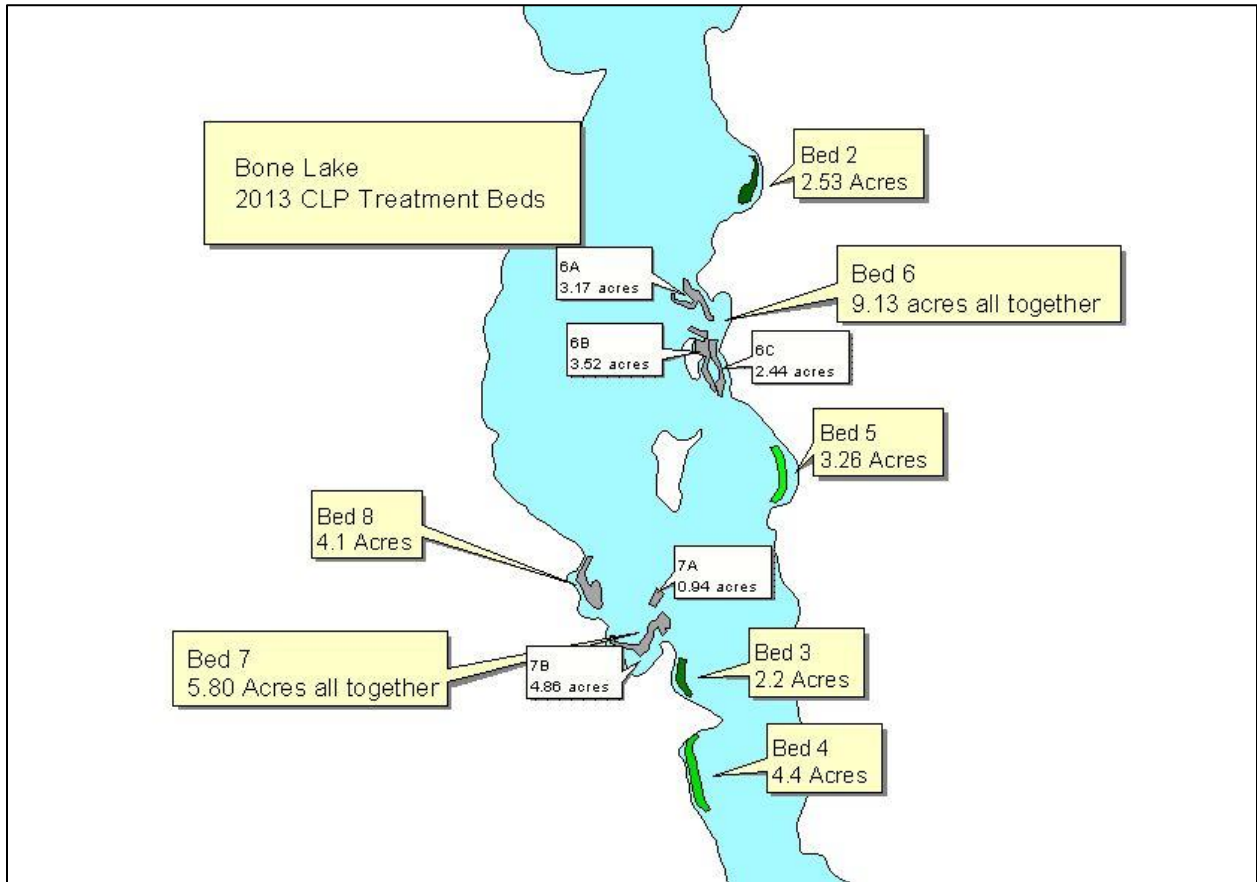 Bone Lake
2013 CLP Treatment Beds
Bed 2
2.53 Acres
6A
3.17 acres
Bed 6
9.13 acres all together
6B
3.52 acres
6C
2.44 acres
Bed 5
3.26 Acres
Bed 8
4.1 Acres
7A
0.94 acres
Bed 7
5.80 Acres all together
7B
4.86 acres
Bed 3
2.2 Acres
Bed 4
4.4 Acres